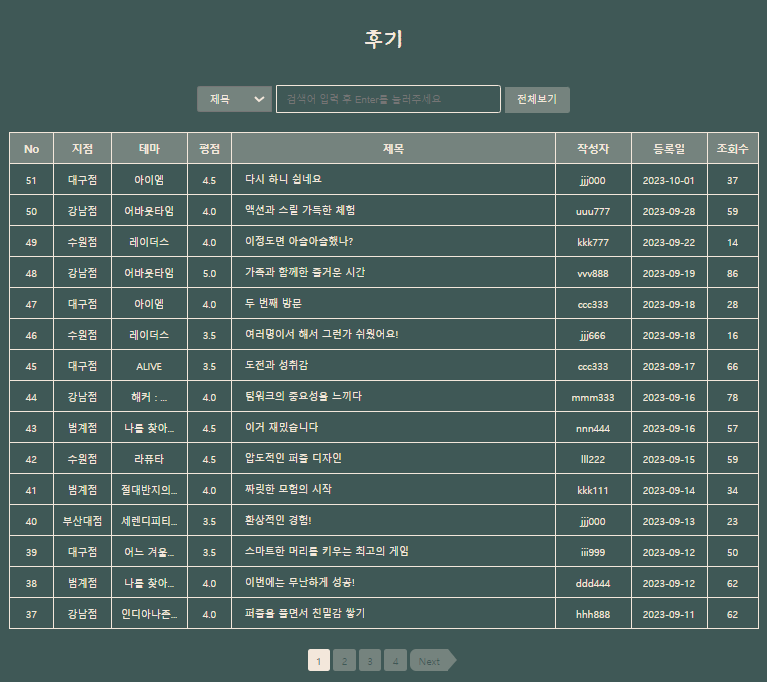 후기
제목 검색어 입력 후 Enter를 눌러주세요 전체보기
No 지점 테마 평점 제목 작성자 등록일 조회수
51 대구점 아이엠 4.5 다시 하니 쉽네요 jjj000 2023-10-01 37
50 강남점 어바웃타임 4.0 액션과 스릴 가득한 체험 uuu777 2023-09-28 59
49 수원점 레이더스 4.0 이정도면 아슬아슬했나? kkk777 2023-09-22 14
48 강남점 어바웃타임 5.0 가족과 함께한 즐거운 시간 vvv888 2023-09-19 86
47 대구점 아이엠 4.0 두 번째 방문 ccc333 2023-09-18 28
46 수원점 레이더스 3.5 여러명이서 해서 그런가 쉬웠어요! jjj666 2023-09-18 16
45 대구점 ALIVE 3.5 도전과 성취감 ccc333 2023-09-17 66
44 강남점 해커 : ... 4.0 팀워크의 중요성을 느끼다 mmm333 2023-09-16 78
43 범계점 나를 찾아... 4.5 이거 재밌습니다 nnn444 2023-09-16 57
42 수원점 라퓨타 4.5 압도적인 퍼즐 디자인 lll222 2023-09-15 59
41 범계점 절대반지의... 4.0 짜릿한 모험의 시작 kkk111 2023-09-14 34
40 부산대점 세렌디피티... 3.5 환상적인 경험! jjj000 2023-09-13 23
39 대구점 어느 겨울... 3.5 스마트한 머리를 키우는 최고의 게임 iii999 2023-09-12 50
38 범계점 나를 찾아... 4.0 이번에는 무난하게 성공! ddd444 2023-09-12 62
37 강남점 인디아나존... 4.0 퍼즐을 풀면서 친밀감 쌓기 hhh888 2023-09-11 62
1 2 3 4 Next